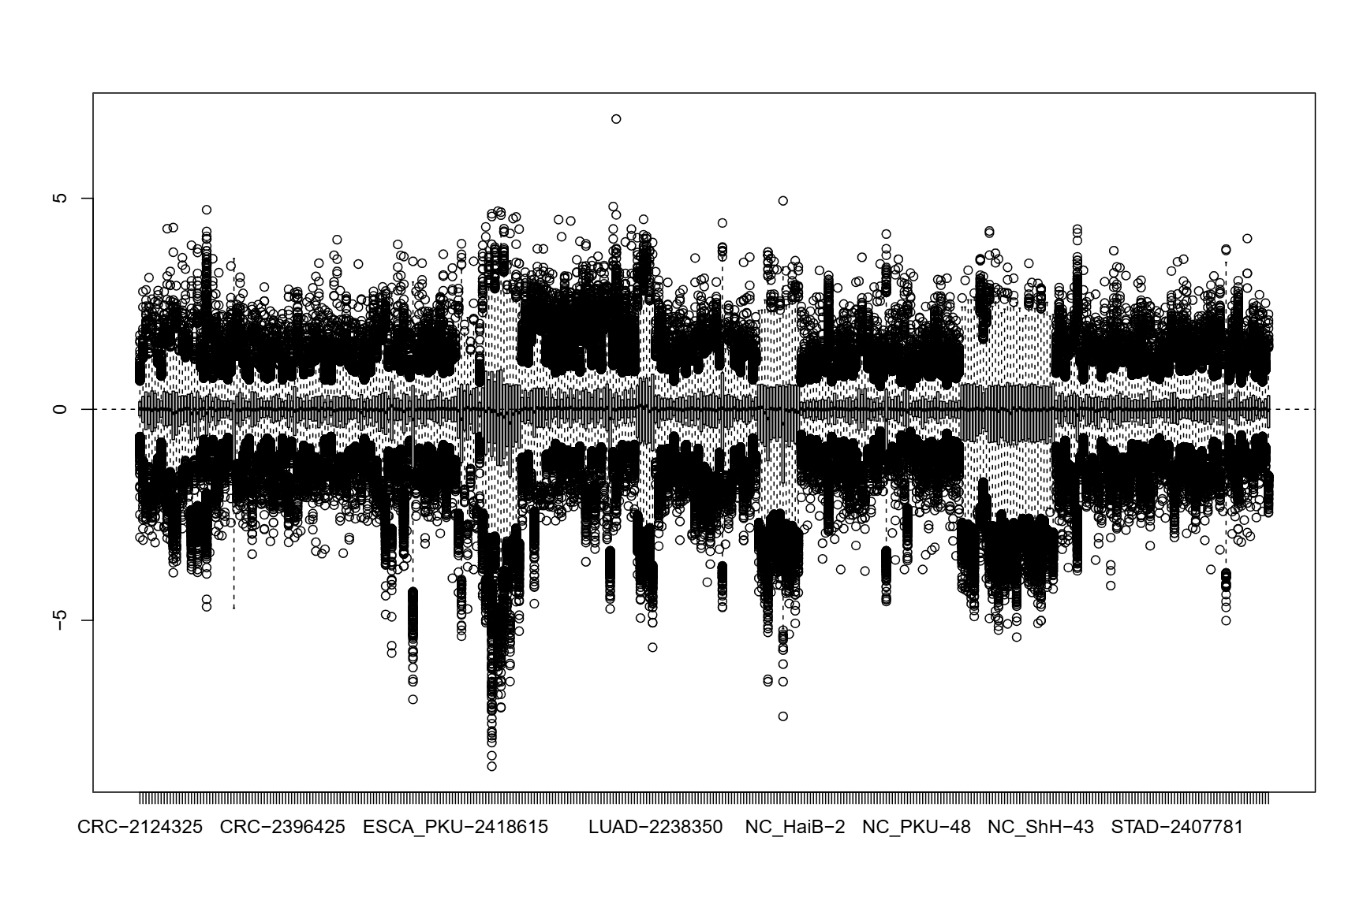 5
0
−5
CRC−2124325 CRC−2396425 ESCA_PKU−2418615 LUAD−2238350 NC_HaiB−2 NC_PKU−48 NC_ShH−43 STAD−2407781